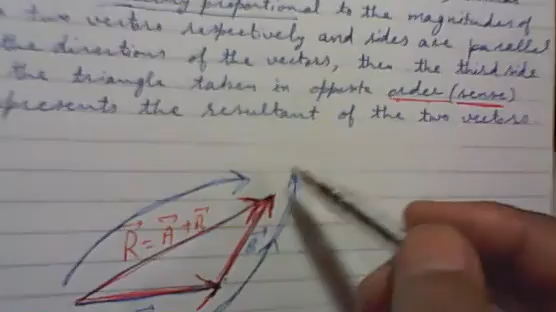 proportional to the magnitudes of
two vectors respectively and sides are parallel
the directions of the vectors, then the third side
the triangle taken in opposite order (sense)
presents the resultant of the two vectors
R⃗ = A⃗ + B⃗
B⃗